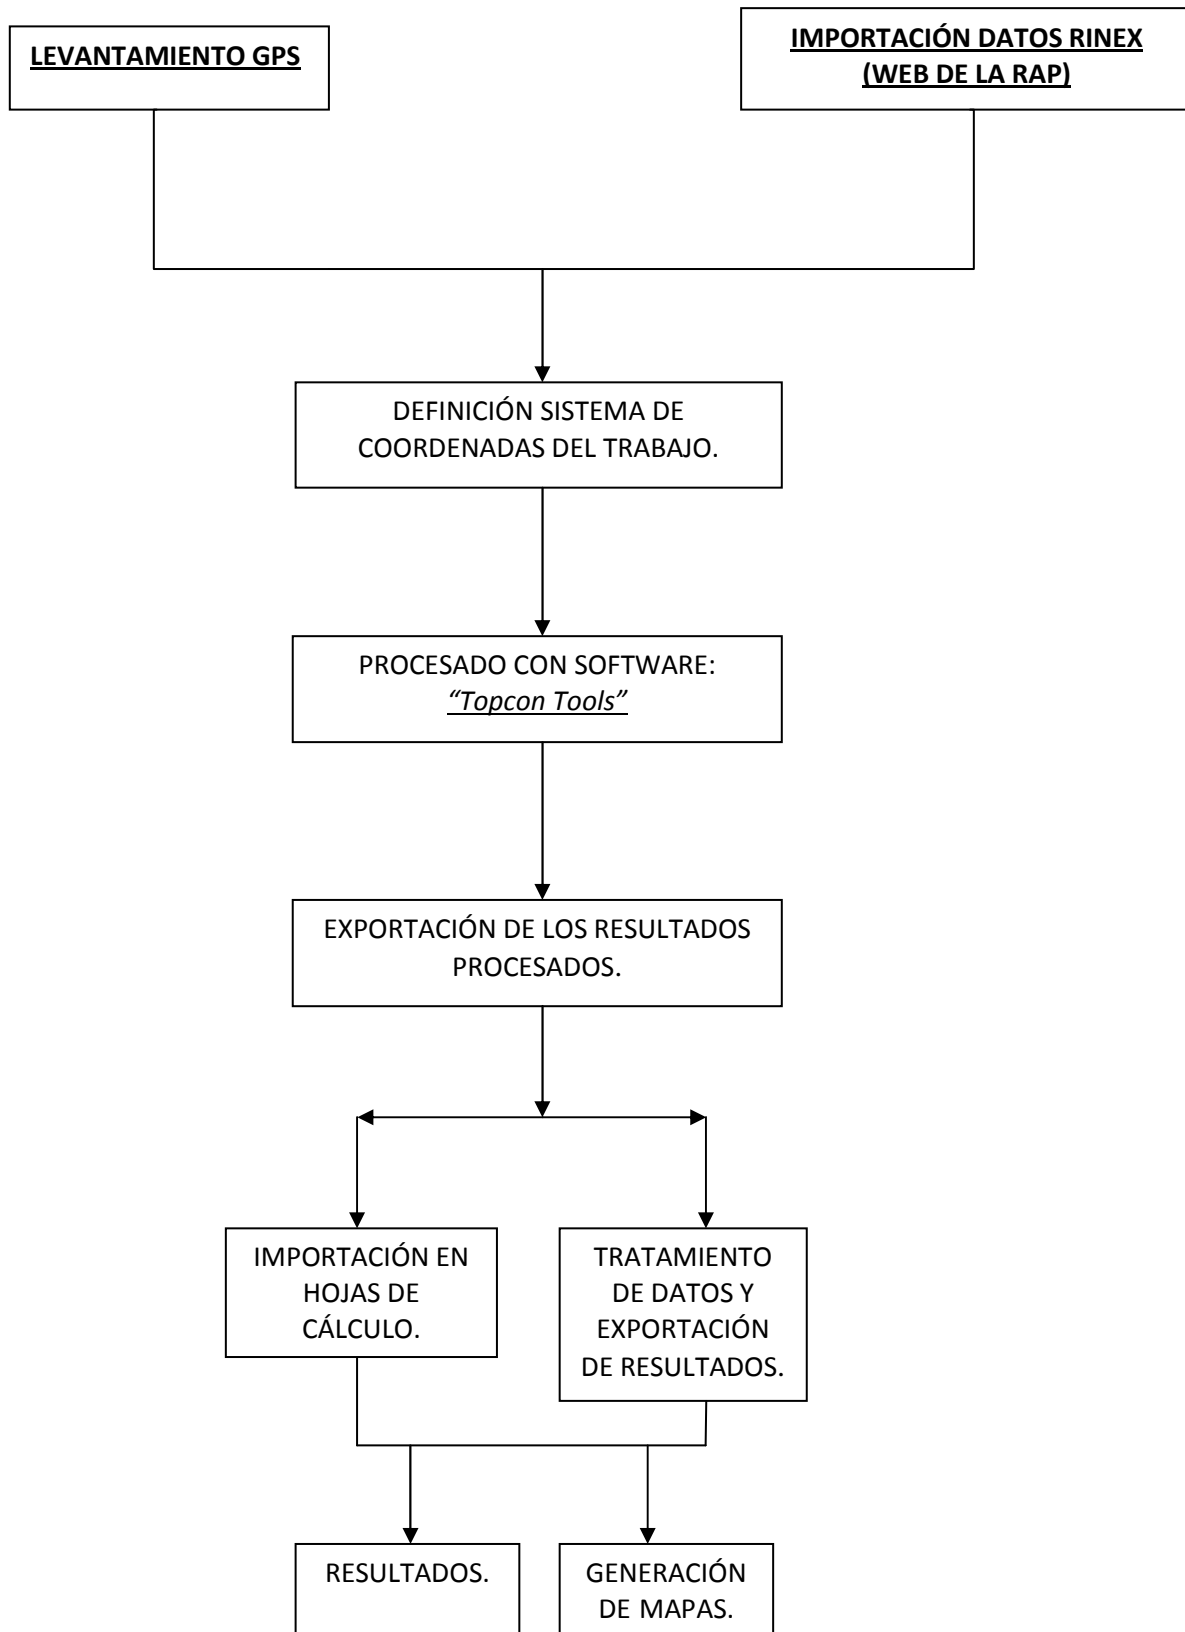 LEVANTAMIENTO GPS
IMPORTACIÓN DATOS RINEX
(WEB DE LA RAP)
DEFINICIÓN SISTEMA DE
COORDENADAS DEL TRABAJO.
PROCESADO CON SOFTWARE:
“Topcon Tools”
EXPORTACIÓN DE LOS RESULTADOS
PROCESADOS.
IMPORTACIÓN EN
HOJAS DE
CÁLCULO.
TRATAMIENTO
DE DATOS Y
EXPORTACIÓN
DE RESULTADOS.
RESULTADOS.
GENERACIÓN
DE MAPAS.